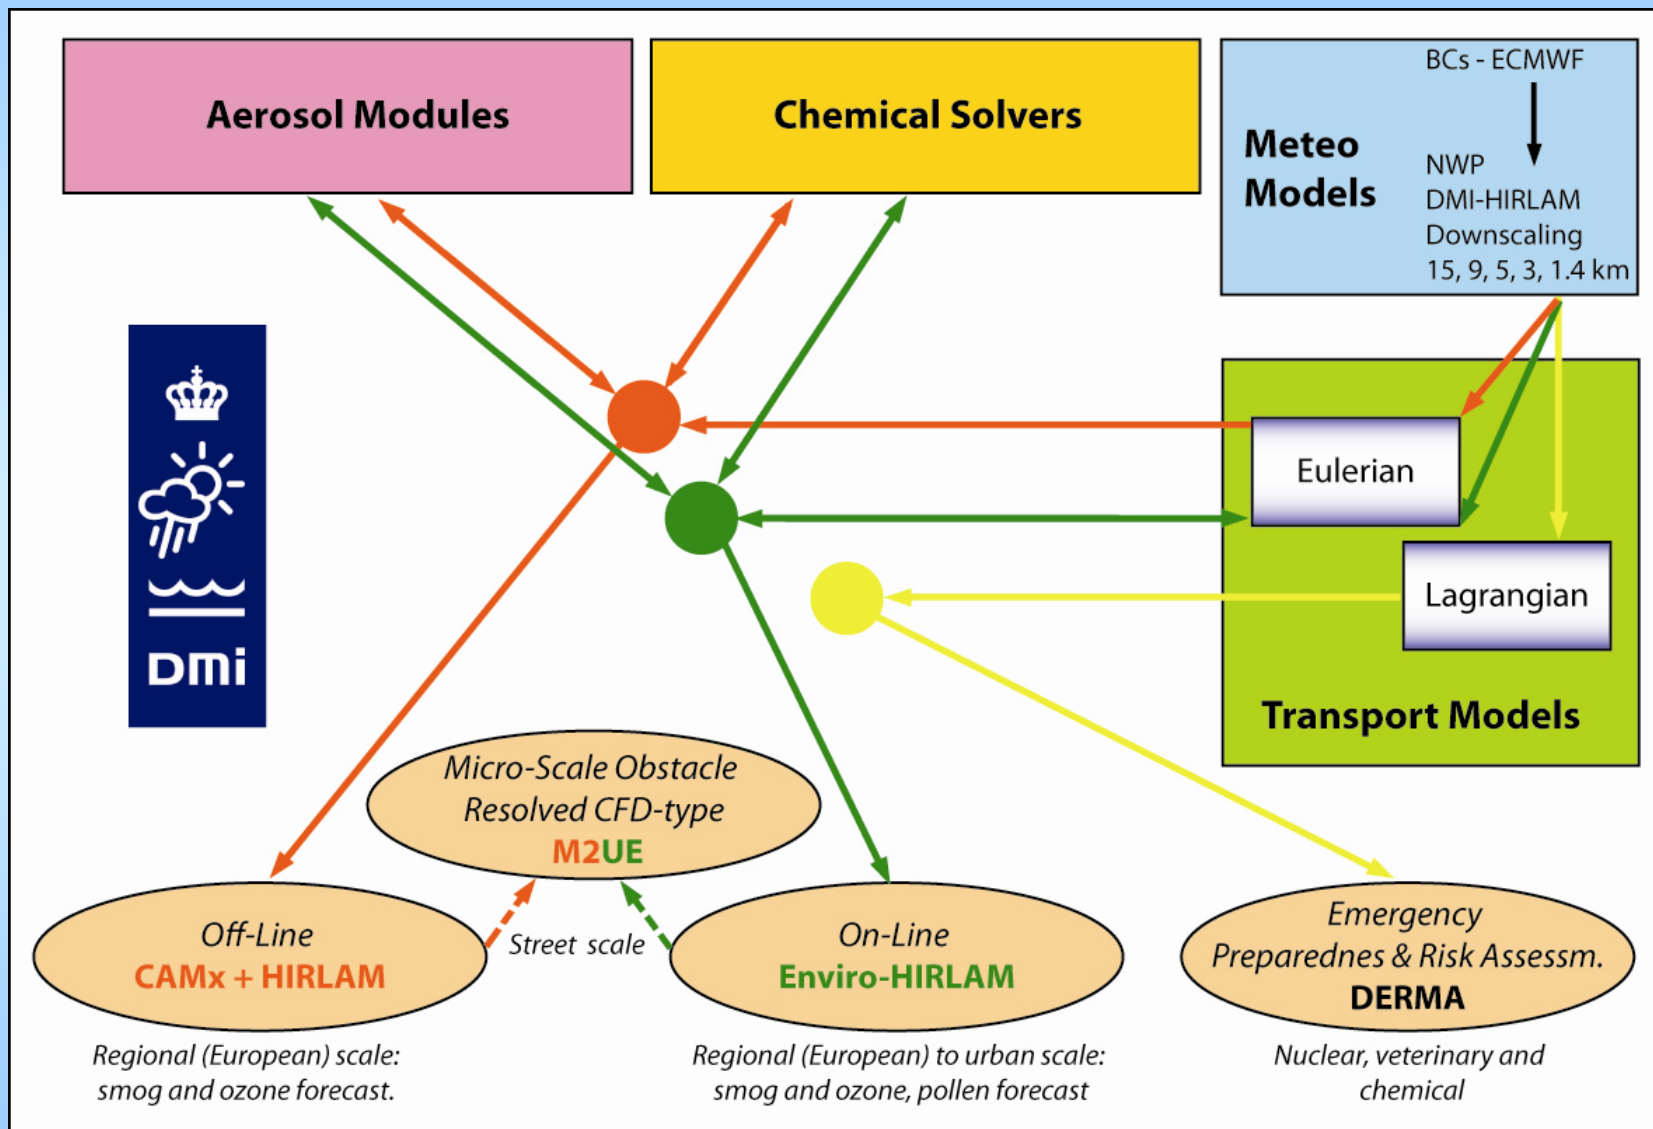 Aerosol Modules
Chemical Solvers
Meteo
Models
BCs - ECMWF
NWP
DMI-HIRLAM
Downscaling
15, 9, 5, 3, 1.4 km
Eulerian
Lagrangian
Transport Models
DMi
Micro-Scale Obstacle
Resolved CFD-type
M2UE
Off-Line
CAMx + HIRLAM
Street scale
On-Line
Enviro-HIRLAM
Emergency
Preparednes & Risk Assessm.
DERMA
Regional (European) scale:
smog and ozone forecast.
Regional (European) to urban scale:
smog and ozone, pollen forecast
Nuclear, veterinary and
chemical